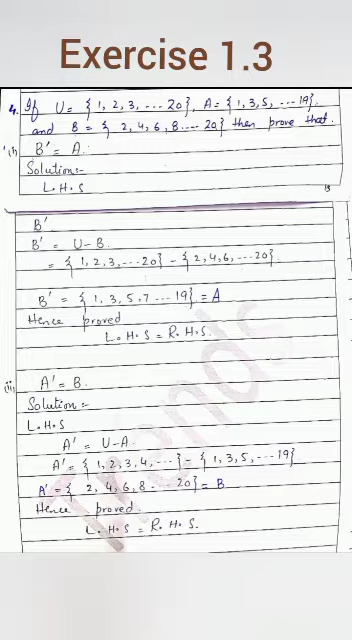 Exercise 1.3
4. If U = { 1, 2, 3, --- 20}, A = {1, 3, 5, --- 19}.
and B = { 2, 4, 6, 8 --- 20} then prove that.
(i) B' = A.
Solution:-
L.H.S
B'
B' = U-B.
= { 1, 2, 3, --- 20} - { 2, 4, 6, --- 20}.
B' = { 1, 3, 5, 7 --- 19} = A
Hence proved
L.H.S = R.H.S.
(ii) A' = B.
Solution:-
L.H.S
A' = U-A.
A' = { 1, 2, 3, 4, ---} - { 1, 3, 5, --- 19}
A' = { 2, 4, 6, 8 --- 20} = B
Hence proved.
L.H.S = R.H.S.
Trends